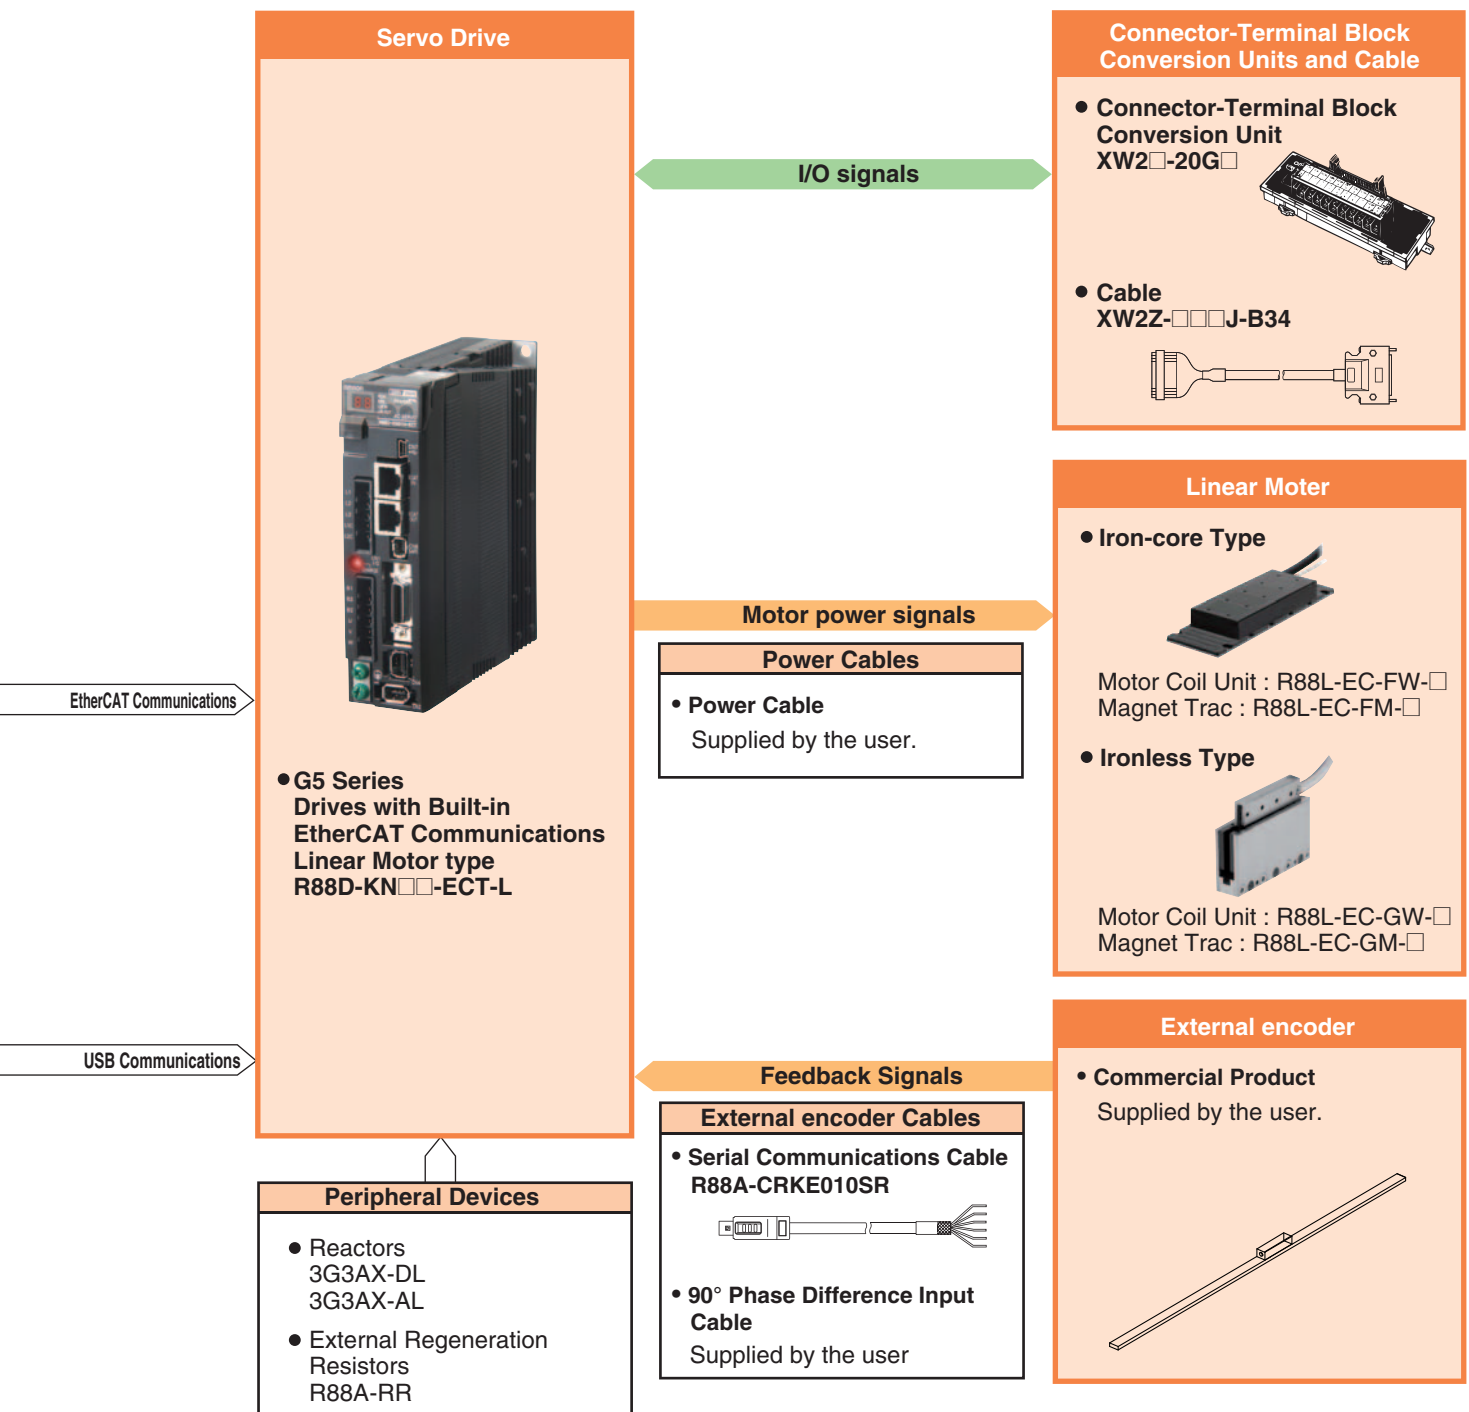 Servo Drive
G5 Series
Drives with Built-in
EtherCAT Communications
Linear Motor type
R88D-KN□□-ECT-L
EtherCAT Communications
USB Communications
Peripheral Devices
Reactors
3G3AX-DL
3G3AX-AL
External Regeneration
Resistors
R88A-RR
I/O signals
Motor power signals
Power Cables
Power Cable
Supplied by the user.
Feedback Signals
External encoder Cables
Serial Communications Cable
R88A-CRKE010SR
90° Phase Difference Input
Cable
Supplied by the user
Connector-Terminal Block
Conversion Units and Cable
Connector-Terminal Block
Conversion Unit
XW2□-20G□
Cable
XW2Z-□□□J-B34
Linear Moter
Iron-core Type
Motor Coil Unit : R88L-EC-FW-□
Magnet Trac : R88L-EC-FM-□
Ironless Type
Motor Coil Unit : R88L-EC-GW-□
Magnet Trac : R88L-EC-GM-□
External encoder
Commercial Product
Supplied by the user.